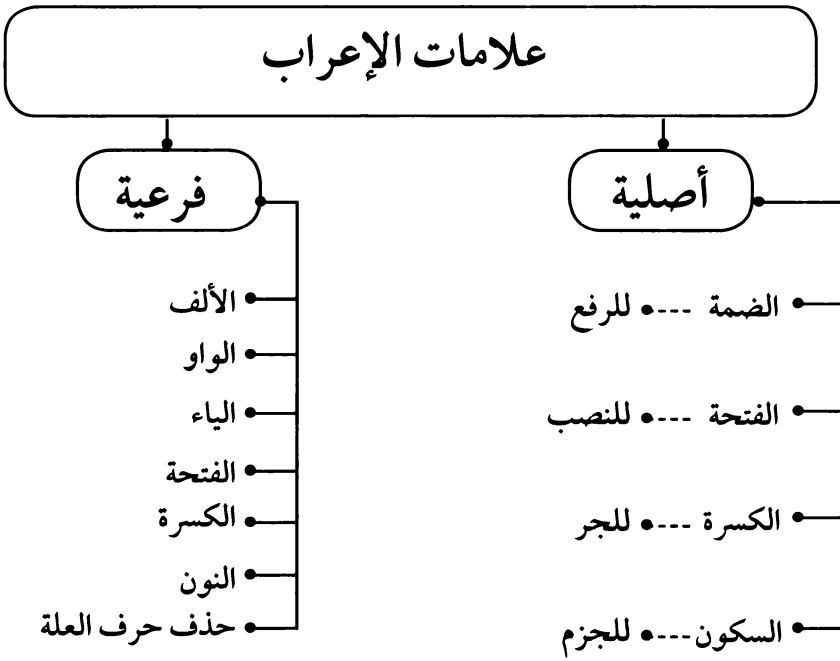 علامات الإعراب
أصلية
الضمة --- للرفع
الفتحة --- للنصب
الكسرة --- للجر
السكون --- للجزم
فرعية
الألف
الواو
الياء
الفتحة
الكسرة
النون
حذف حرف العلة